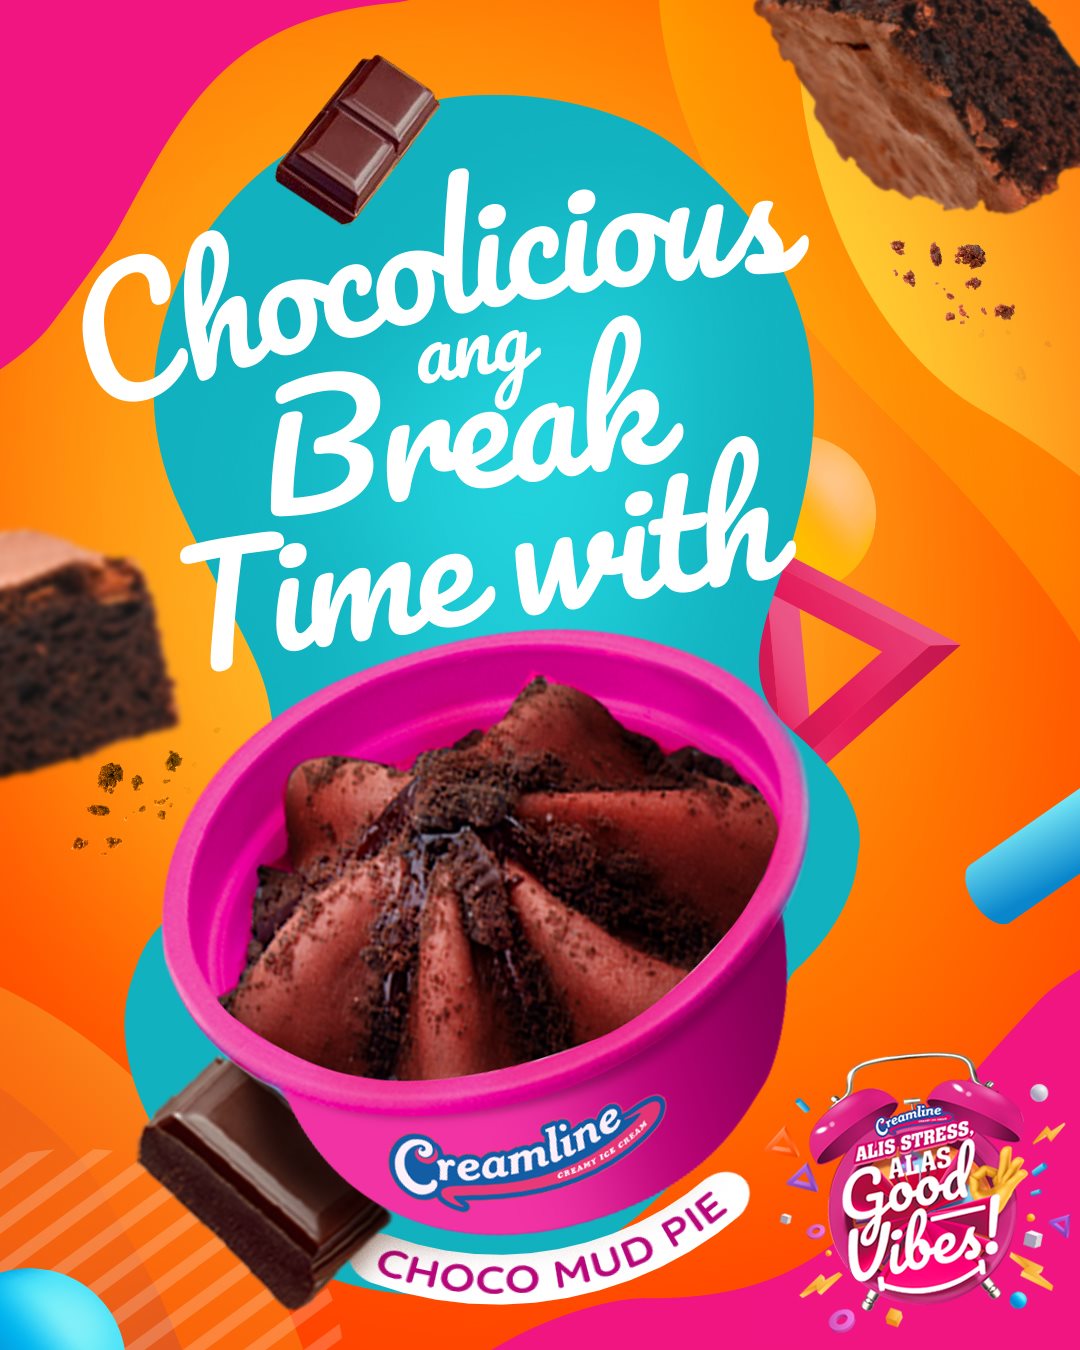 Chocolicious
ang
Break
Time with
Creamline
CREAMY ICE CREAM
CHOCO MUD PIE
Creamline
ALIS STRESS,
ALAS
Good
Vibes!